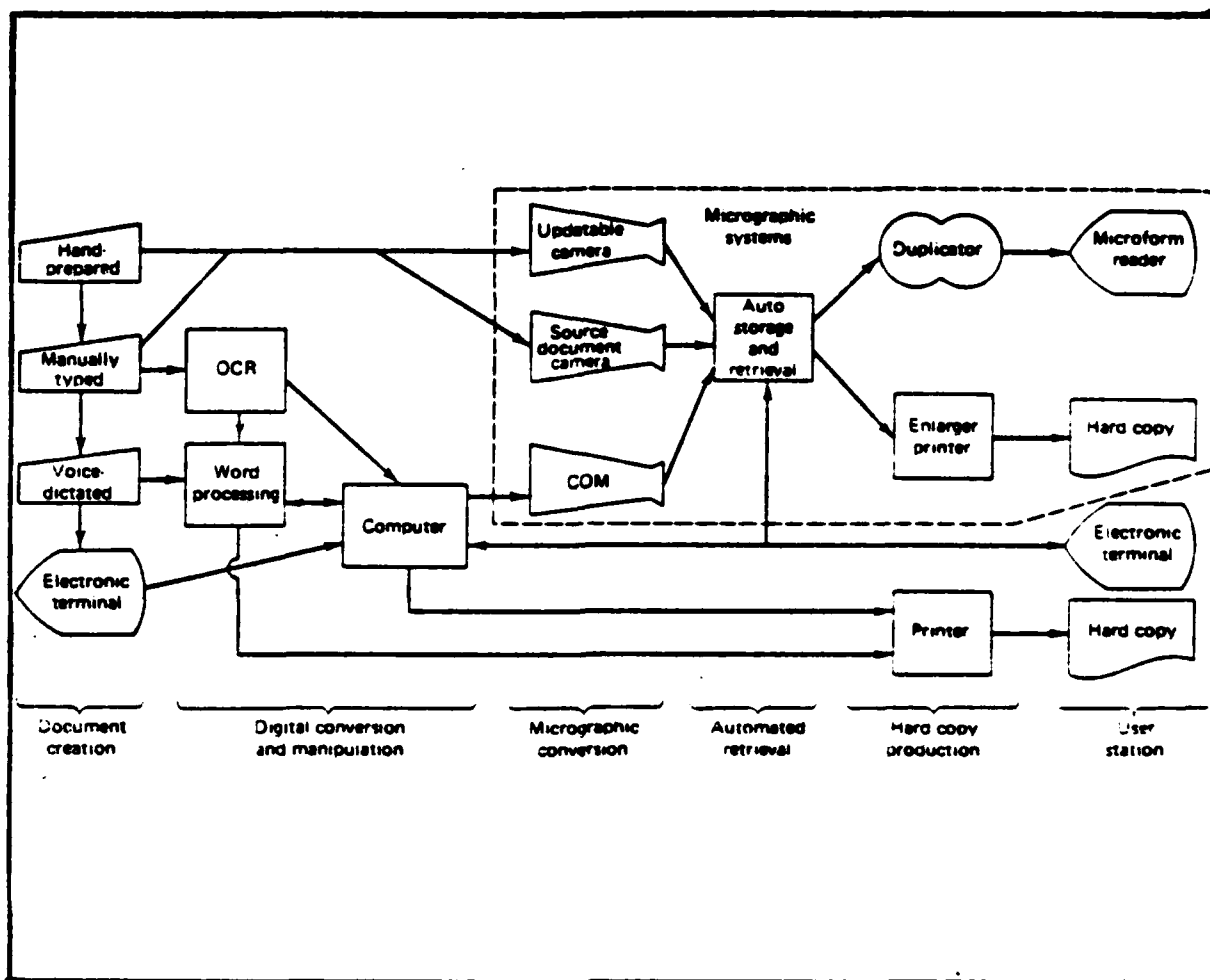 Hand-
prepared
Manually
typed
Voice-
dictated
Electronic
terminal
OCR
Word
processing
Computer
Updatable
camera
Source
document
camera
COM
Micrographic
systems
Auto
storage
and
retrieval
Duplicator
Enlarger
printer
Printer
Microform
reader
Hard copy
Electronic
terminal
Hard copy
Document
creation
Digital conversion
and manipulation
Micrographic
conversion
Automated
retrieval
Hard copy
production
User
station